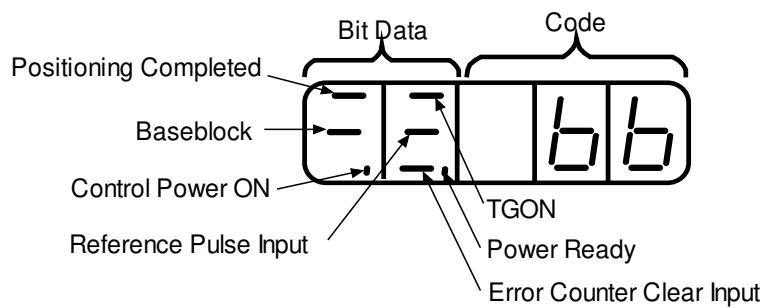 Bit Data
Code
Positioning Completed
Baseblock
bb
Control Power ON
TGON
Reference Pulse Input
Power Ready
Error Counter Clear Input